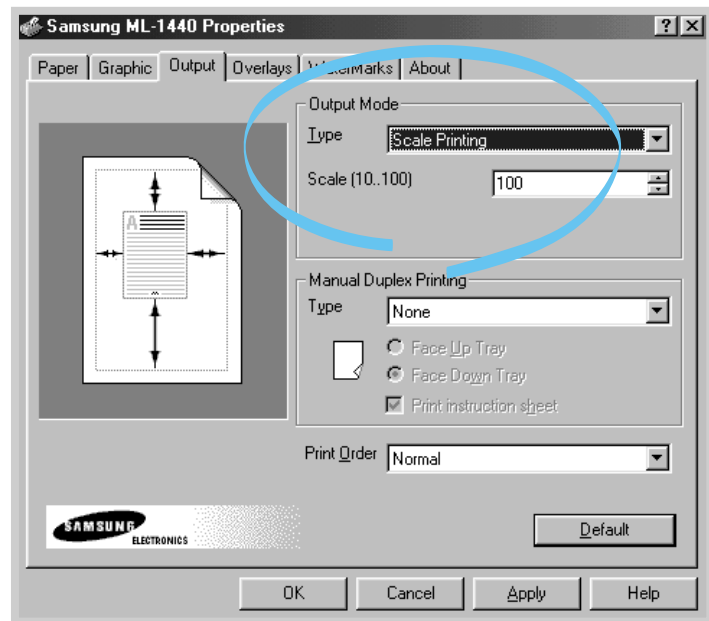 Samsung ML-1440 Properties
Paper Graphic Output Overlays WaterMarks About
Output Mode
Type Scale Printing
Scale (10..100) 100
A
Manual Duplex Printing
Type None
Face Up Tray
Face Down Tray
Print instruction sheet
Print Order Normal
SAMSUNG
ELECTRONICS
Default
OK Cancel Apply Help